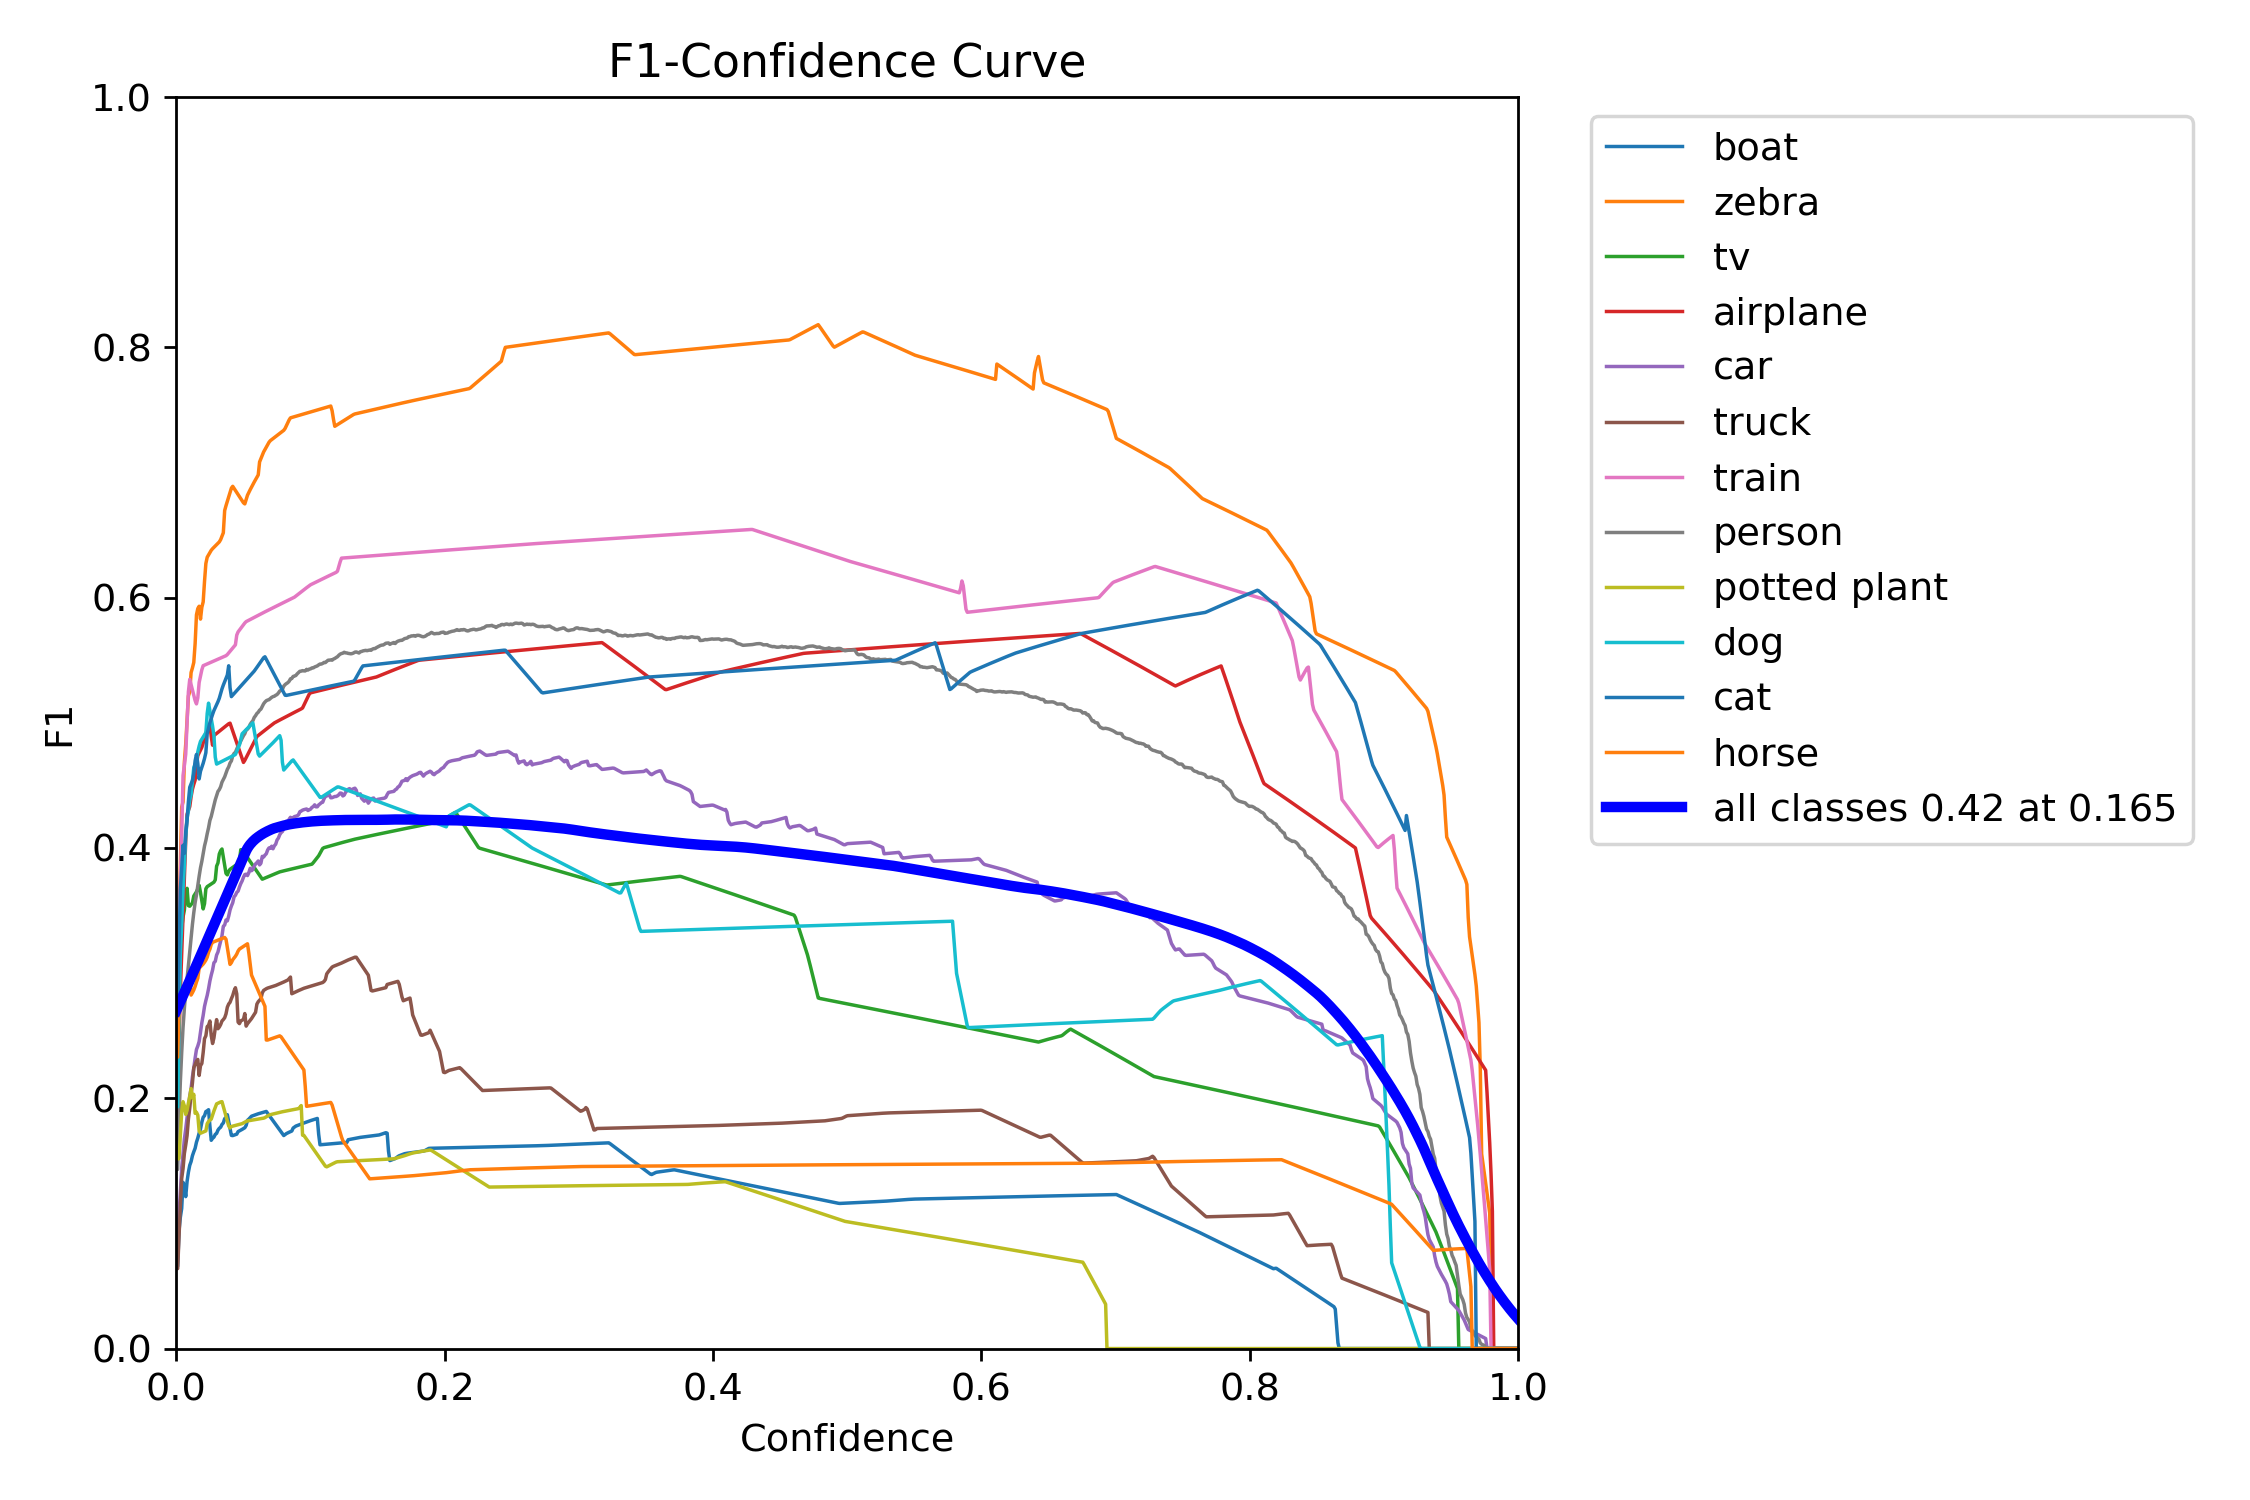 F1-Confidence Curve
1.0
0.8
0.6
0.4
0.2
0.0
F1
0.0 0.2 0.4 0.6 0.8 1.0
Confidence
boat
zebra
tv
airplane
car
truck
train
person
potted plant
dog
cat
horse
all classes 0.42 at 0.165